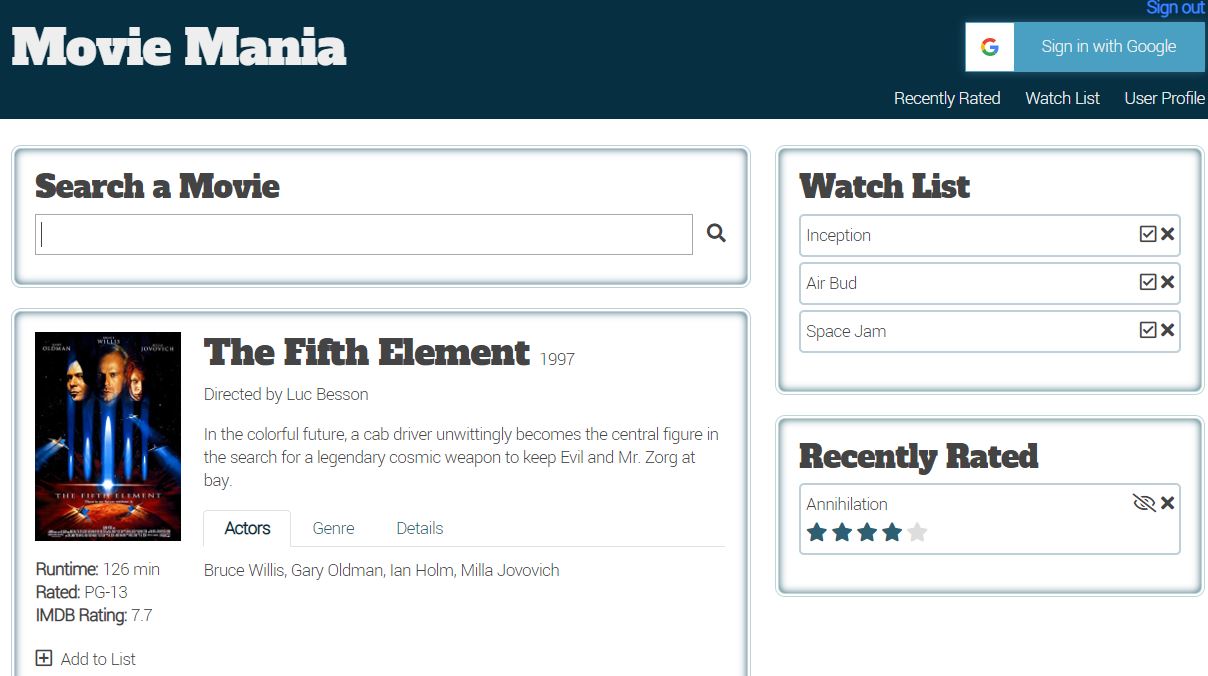 Sign out
Movie Mania
Sign in with Google
Recently Rated Watch List User Profile
Search a Movie
OLDMAN WILLIS JOVOVICH
THE FIFTH ELEMENT
The Fifth Element 1997
Directed by Luc Besson
In the colorful future, a cab driver unwittingly becomes the central figure in
the search for a legendary cosmic weapon to keep Evil and Mr. Zorg at
bay.
Actors Genre Details
Bruce Willis, Gary Oldman, Ian Holm, Milla Jovovich
Runtime: 126 min
Rated: PG-13
IMDB Rating: 7.7
Add to List
Watch List
Inception
Air Bud
Space Jam
Recently Rated
Annihilation